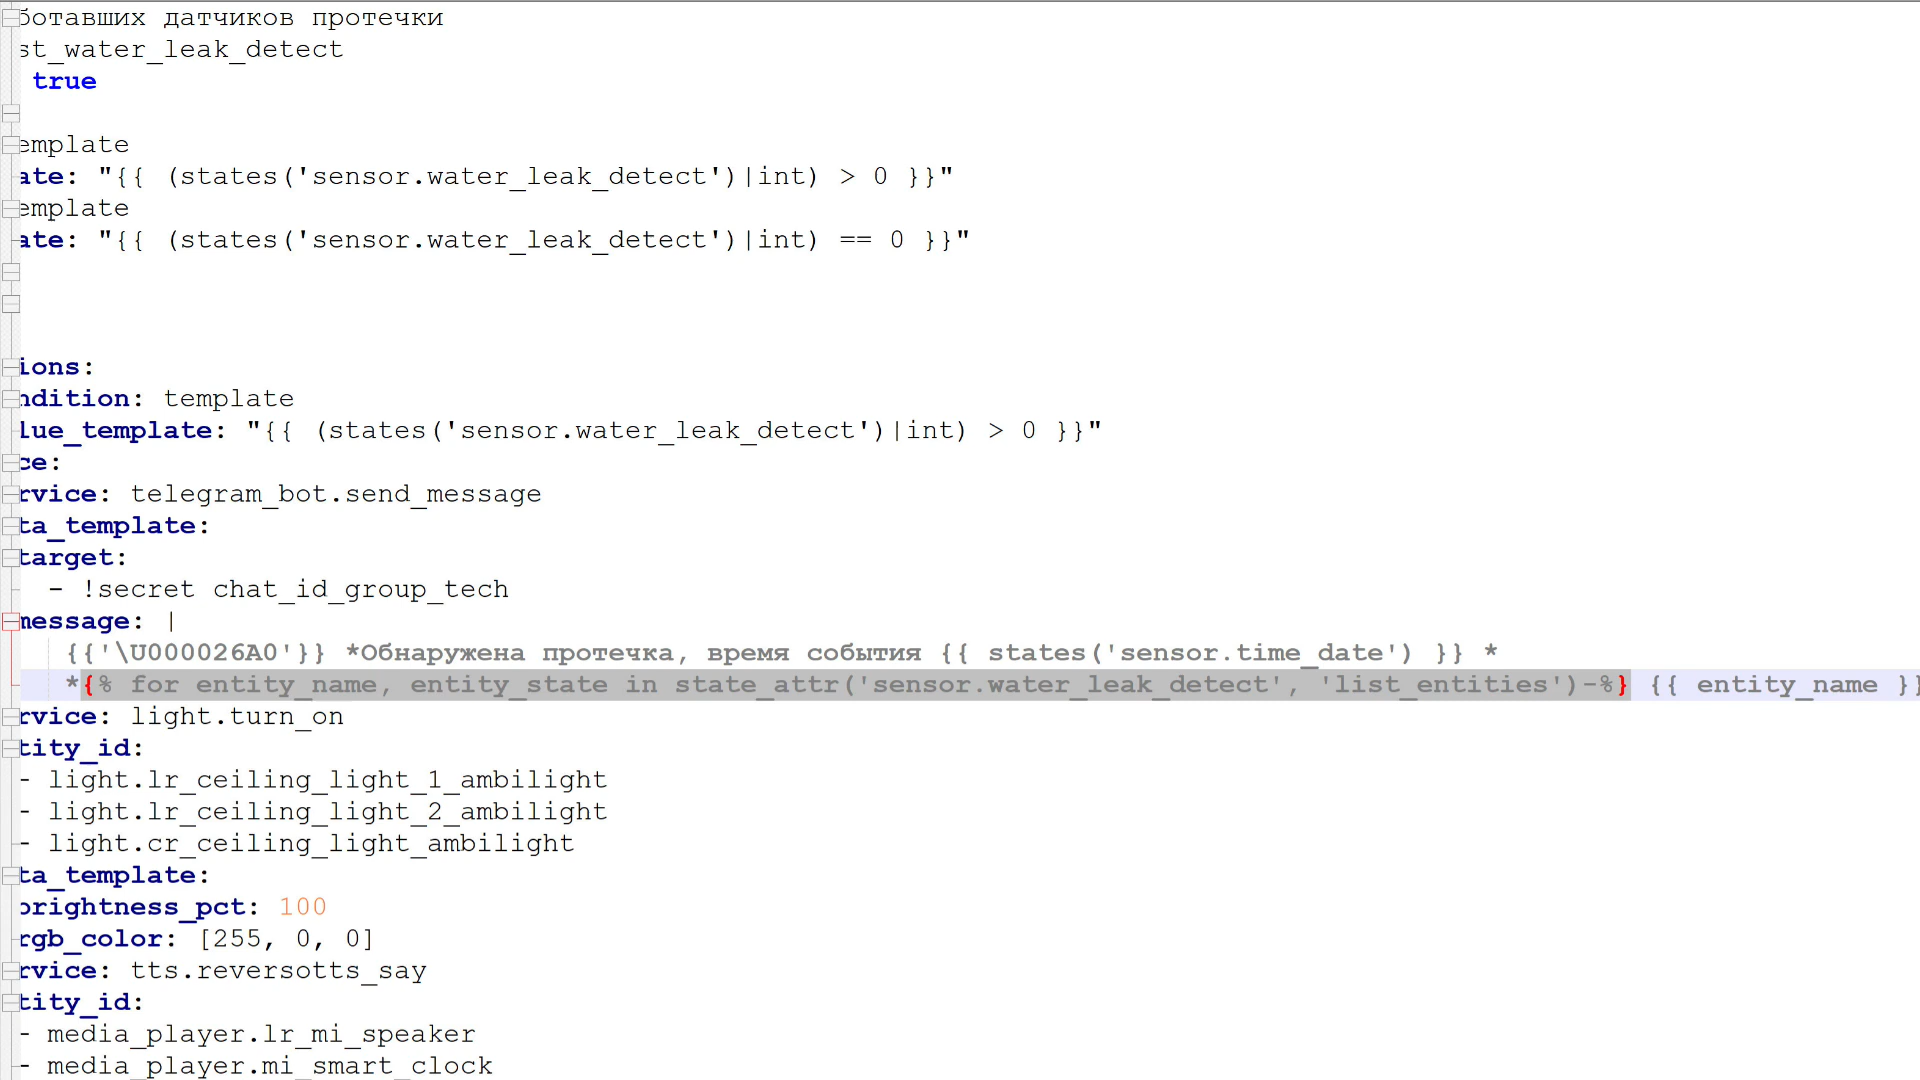 ботавших датчиков протечки
st_water_leak_detect
true
emplate
ate: "{{ (states('sensor.water_leak_detect')|int) > 0 }}"
emplate
ate: "{{ (states('sensor.water_leak_detect')|int) == 0 }}"
ions:
ndition: template
lue_template: "{{ (states('sensor.water_leak_detect')|int) > 0 }}"
ce:
rvice: telegram_bot.send_message
ta_template:
target:
- !secret chat_id_group_tech
message: |
{{'\U000026A0'}} *Обнаружена протечка, время события {{ states('sensor.time_date') }} *
*{% for entity_name, entity_state in state_attr('sensor.water_leak_detect', 'list_entities')-%} {{ entity_name }}
rvice: light.turn_on
tity_id:
- light.lr_ceiling_light_1_ambilight
- light.lr_ceiling_light_2_ambilight
- light.cr_ceiling_light_ambilight
ta_template:
brightness_pct: 100
rgb_color: [255, 0, 0]
rvice: tts.reversotts_say
tity_id:
- media_player.lr_mi_speaker
- media_player.mi_smart_clock